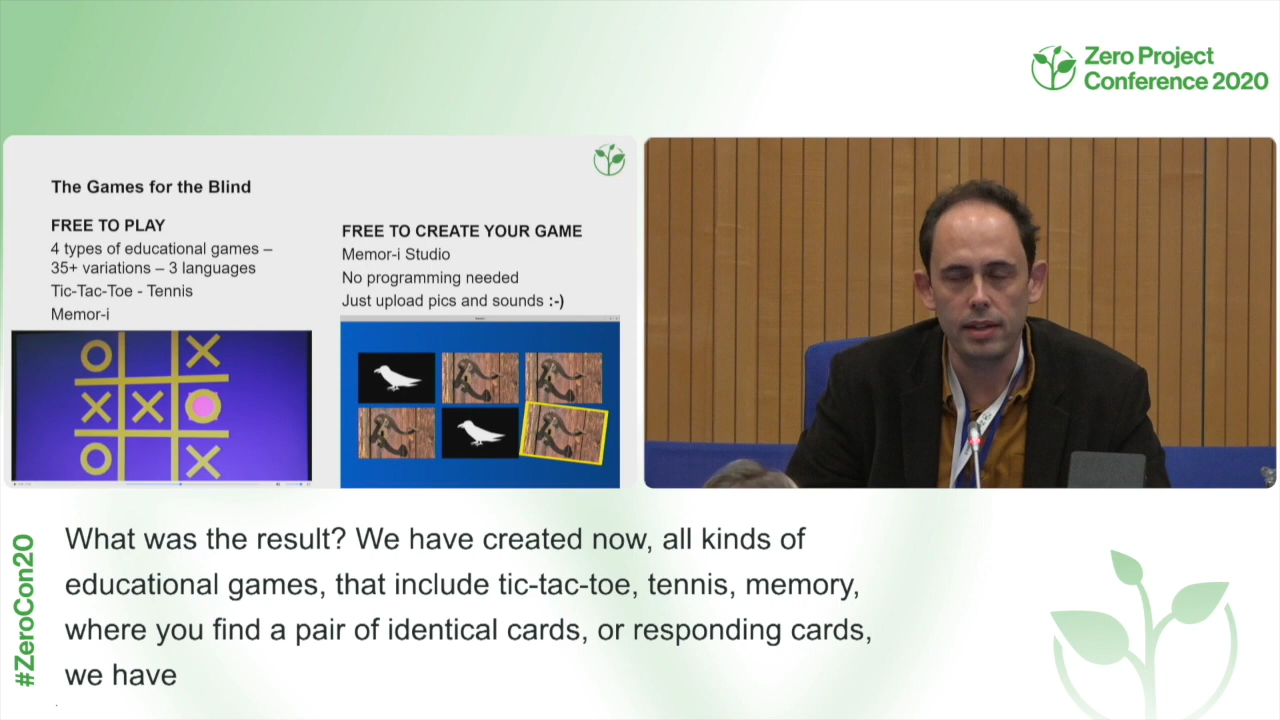 Zero Project
Conference 2020
The Games for the Blind
FREE TO PLAY
4 types of educational games –
35+ variations – 3 languages
Tic-Tac-Toe - Tennis
Memor-i
FREE TO CREATE YOUR GAME
Memor-i Studio
No programming needed
Just upload pics and sounds :-)
#ZeroCon20
What was the result? We have created now, all kinds of
educational games, that include tic-tac-toe, tennis, memory,
where you find a pair of identical cards, or responding cards,
we have